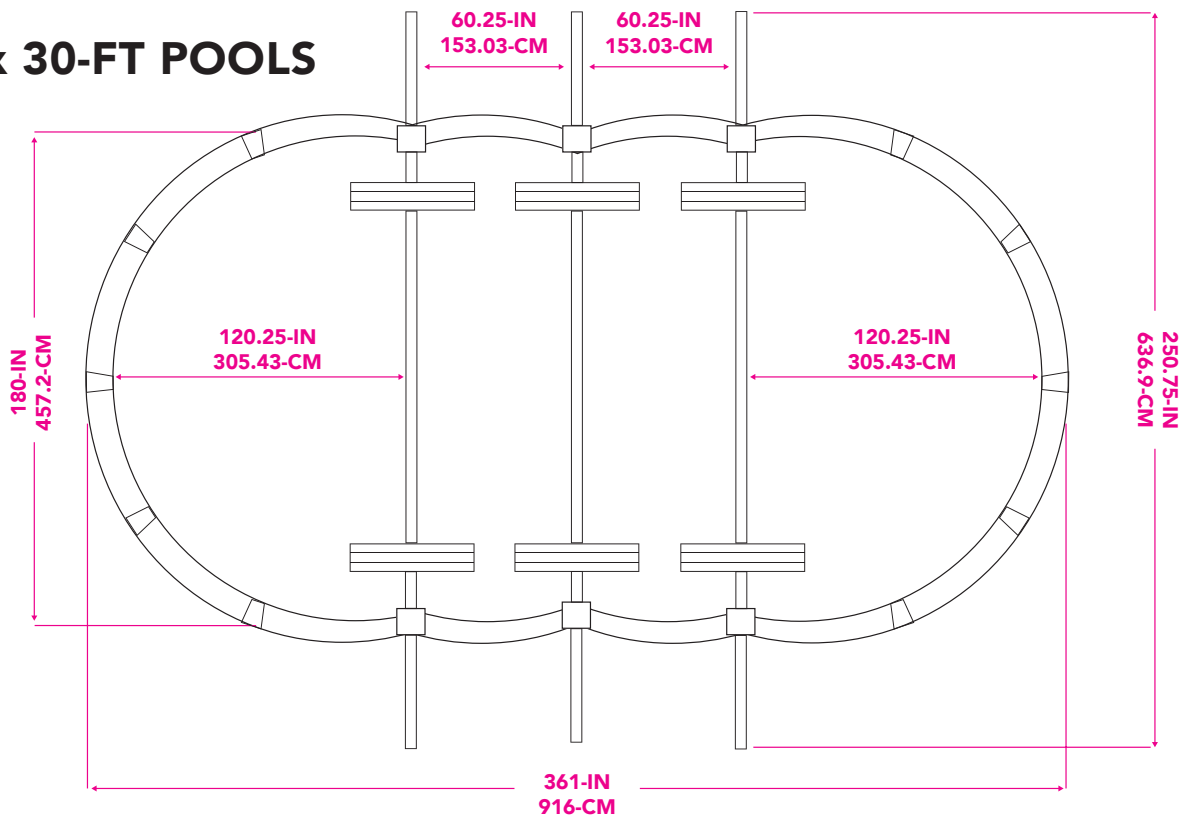 x 30-FT POOLS
60.25-IN
153.03-CM
60.25-IN
153.03-CM
180-IN
457.2-CM
120.25-IN
305.43-CM
120.25-IN
305.43-CM
250.75-IN
636.9-CM
361-IN
916-CM